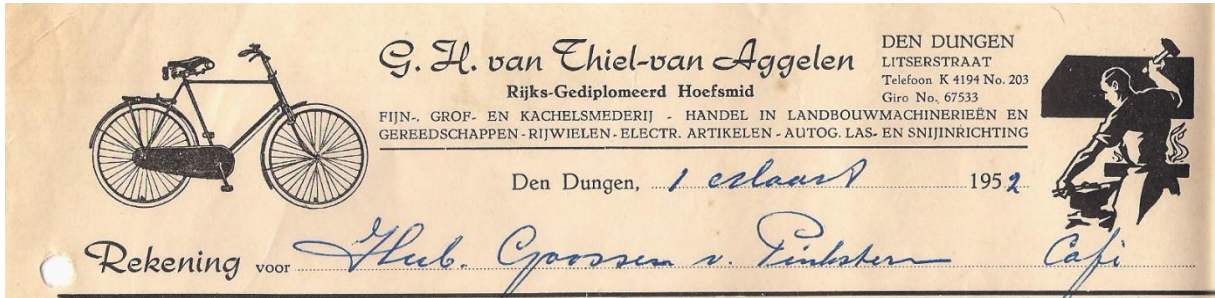 G. H. van Thiel-van Aggelen
Rijks-Gediplomeerd Hoefsmid
DEN DUNGEN
LITSERSTRAAT
Telefoon K 4194 No. 203
Giro No. 67533
FIJN-, GROF- EN KACHELSMEDERIJ - HANDEL IN LANDBOUWMACHINERIEËN EN
GEREEDSCHAPPEN - RIJWIELEN - ELECTR. ARTIKELEN - AUTOG. LAS- EN SNIJINRICHTING
Den Dungen, 1 Maart 1952
Rekening voor Hub. Goossen v. Pinkstern Café